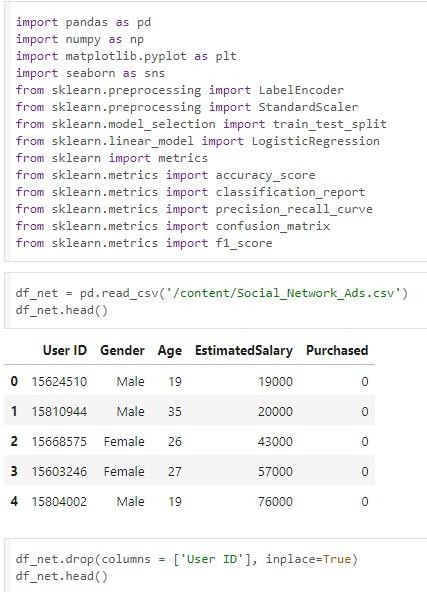 import pandas as pd
import numpy as np
import matplotlib.pyplot as plt
import seaborn as sns
from sklearn.preprocessing import LabelEncoder
from sklearn.preprocessing import StandardScaler
from sklearn.model_selection import train_test_split
from sklearn.linear_model import LogisticRegression
from sklearn import metrics
from sklearn.metrics import accuracy_score
from sklearn.metrics import classification_report
from sklearn.metrics import precision_recall_curve
from sklearn.metrics import confusion_matrix
from sklearn.metrics import f1_score
df_net = pd.read_csv('/content/Social_Network_Ads.csv')
df_net.head()
User ID Gender Age EstimatedSalary Purchased
0 15624510 Male 19 19000 0
1 15810944 Male 35 20000 0
2 15668575 Female 26 43000 0
3 15603246 Female 27 57000 0
4 15804002 Male 19 76000 0
df_net.drop(columns = ['User ID'], inplace=True)
df_net.head()